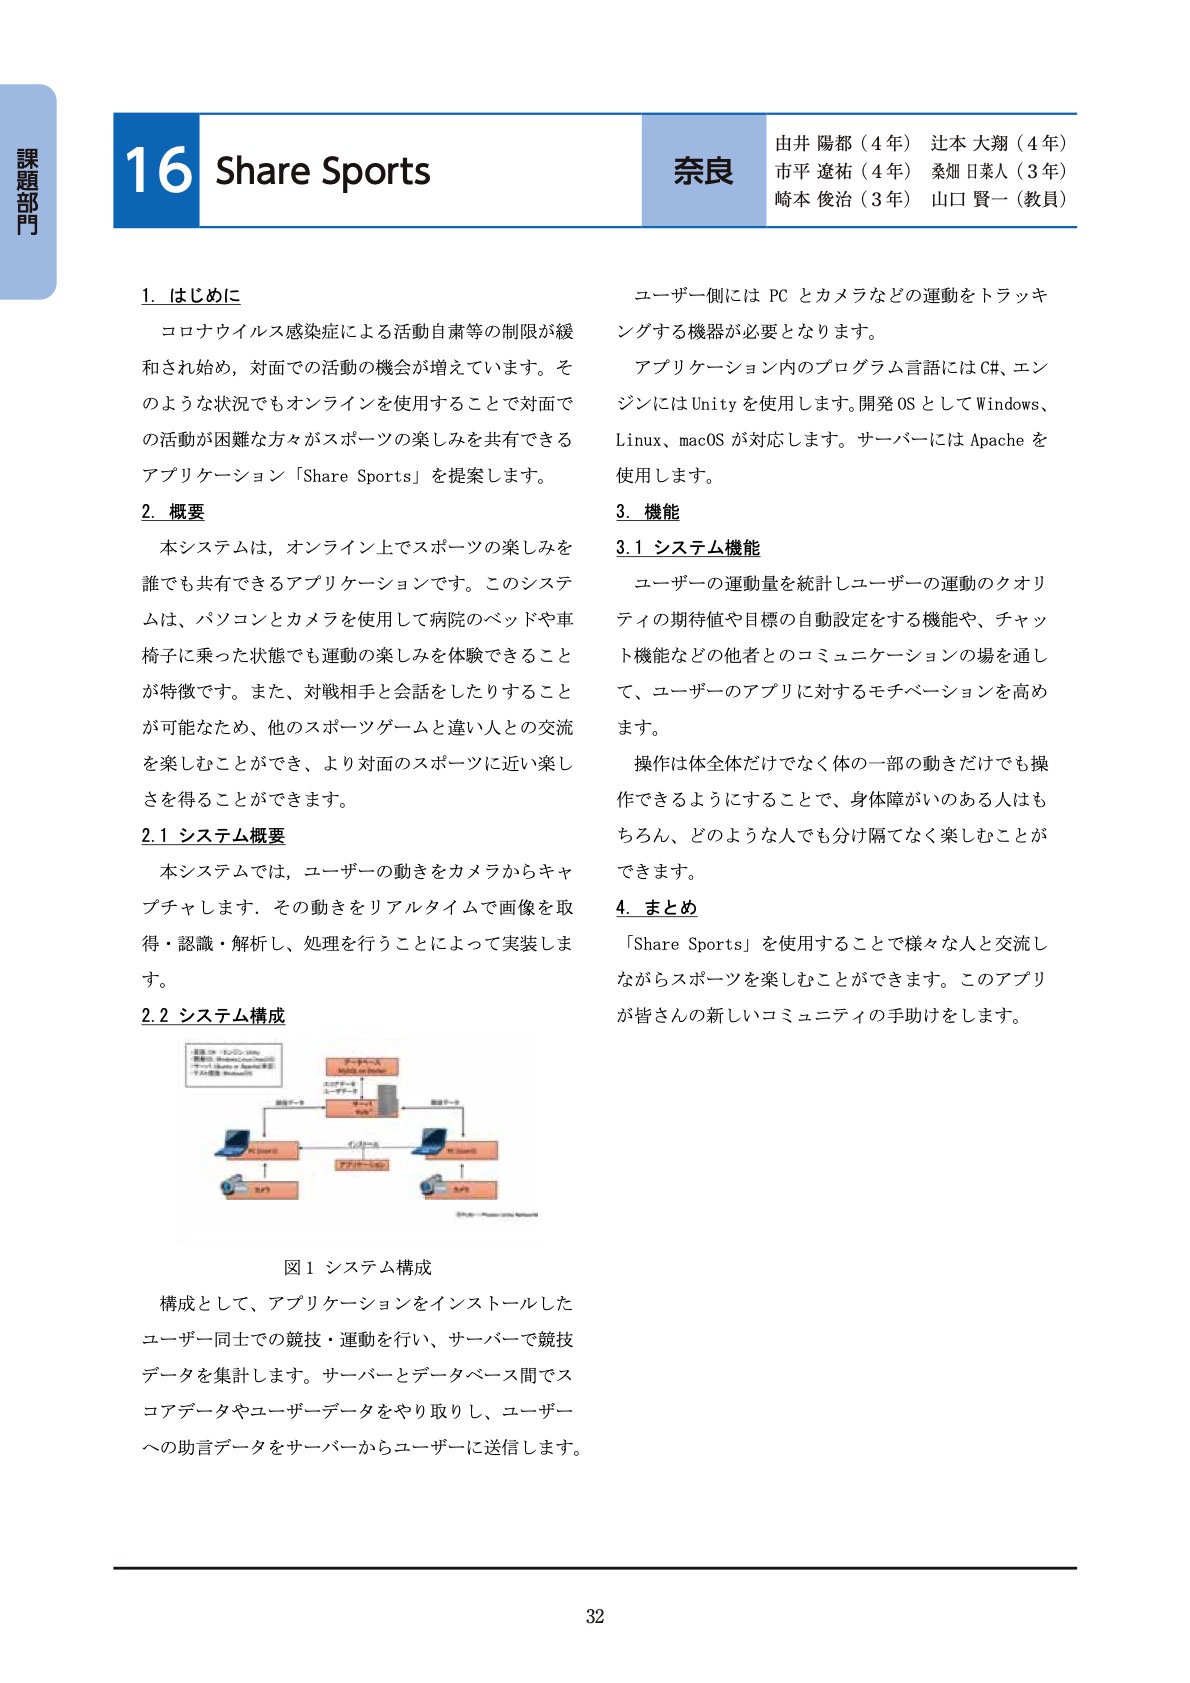 課題部門
16 Share Sports
奈良
由井 陽都（４年） 辻本 大翔（４年）
市平 遼祐（４年） 桑畑 日菜人（３年）
崎本 俊治（３年） 山口 賢一（教員）
1. はじめに
コロナウイルス感染症による活動自粛等の制限が緩
和され始め，対面での活動の機会が増えています。そ
のような状況でもオンラインを使用することで対面で
の活動が困難な方々がスポーツの楽しみを共有できる
アプリケーション「Share Sports」を提案します。
2. 概要
本システムは，オンライン上でスポーツの楽しみを
誰でも共有できるアプリケーションです。このシステ
ムは、パソコンとカメラを使用して病院のベッドや車
椅子に乗った状態でも運動の楽しみを体験できること
が特徴です。また、対戦相手と会話をしたりすること
が可能なため、他のスポーツゲームと違い人との交流
を楽しむことができ、より対面のスポーツに近い楽し
さを得ることができます。
2.1 システム概要
本システムでは，ユーザーの動きをカメラからキャ
プチャします．その動きをリアルタイムで画像を取
得・認識・解析し、処理を行うことによって実装しま
す。
2.2 システム構成
データベース
スコアデータ
ユーザデータ
サーバ
インストール
アプリケーション
カメラ
カメラ
図１ システム構成
構成として、アプリケーションをインストールした
ユーザー同士での競技・運動を行い、サーバーで競技
データを集計します。サーバーとデータベース間でス
コアデータやユーザーデータをやり取りし、ユーザー
への助言データをサーバーからユーザーに送信します。
ユーザー側には PC とカメラなどの運動をトラッキ
ングする機器が必要となります。
アプリケーション内のプログラム言語には C#、エン
ジンには Unity を使用します。開発 OS として Windows、
Linux、macOS が対応します。サーバーには Apache を
使用します。
3. 機能
3.1 システム機能
ユーザーの運動量を統計しユーザーの運動のクオリ
ティの期待値や目標の自動設定をする機能や、チャッ
ト機能などの他者とのコミュニケーションの場を通し
て、ユーザーのアプリに対するモチベーションを高め
ます。
操作は体全体だけでなく体の一部の動きだけでも操
作できるようにすることで、身体障がいのある人はも
ちろん、どのような人でも分け隔てなく楽しむことが
できます。
4. まとめ
「Share Sports」を使用することで様々な人と交流し
ながらスポーツを楽しむことができます。このアプリ
が皆さんの新しいコミュニティの手助けをします。
32